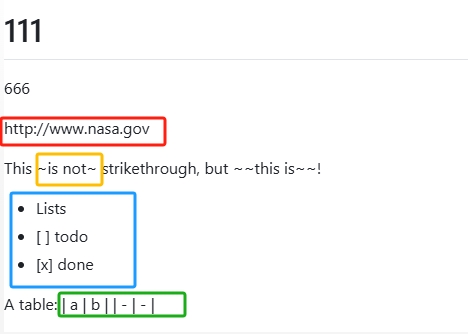 111
666
http://www.nasa.gov
This ~is not~ strikethrough, but ~~this is~~!
• Lists
• [ ] todo
• [x] done
A table: | a | b | | - | - |